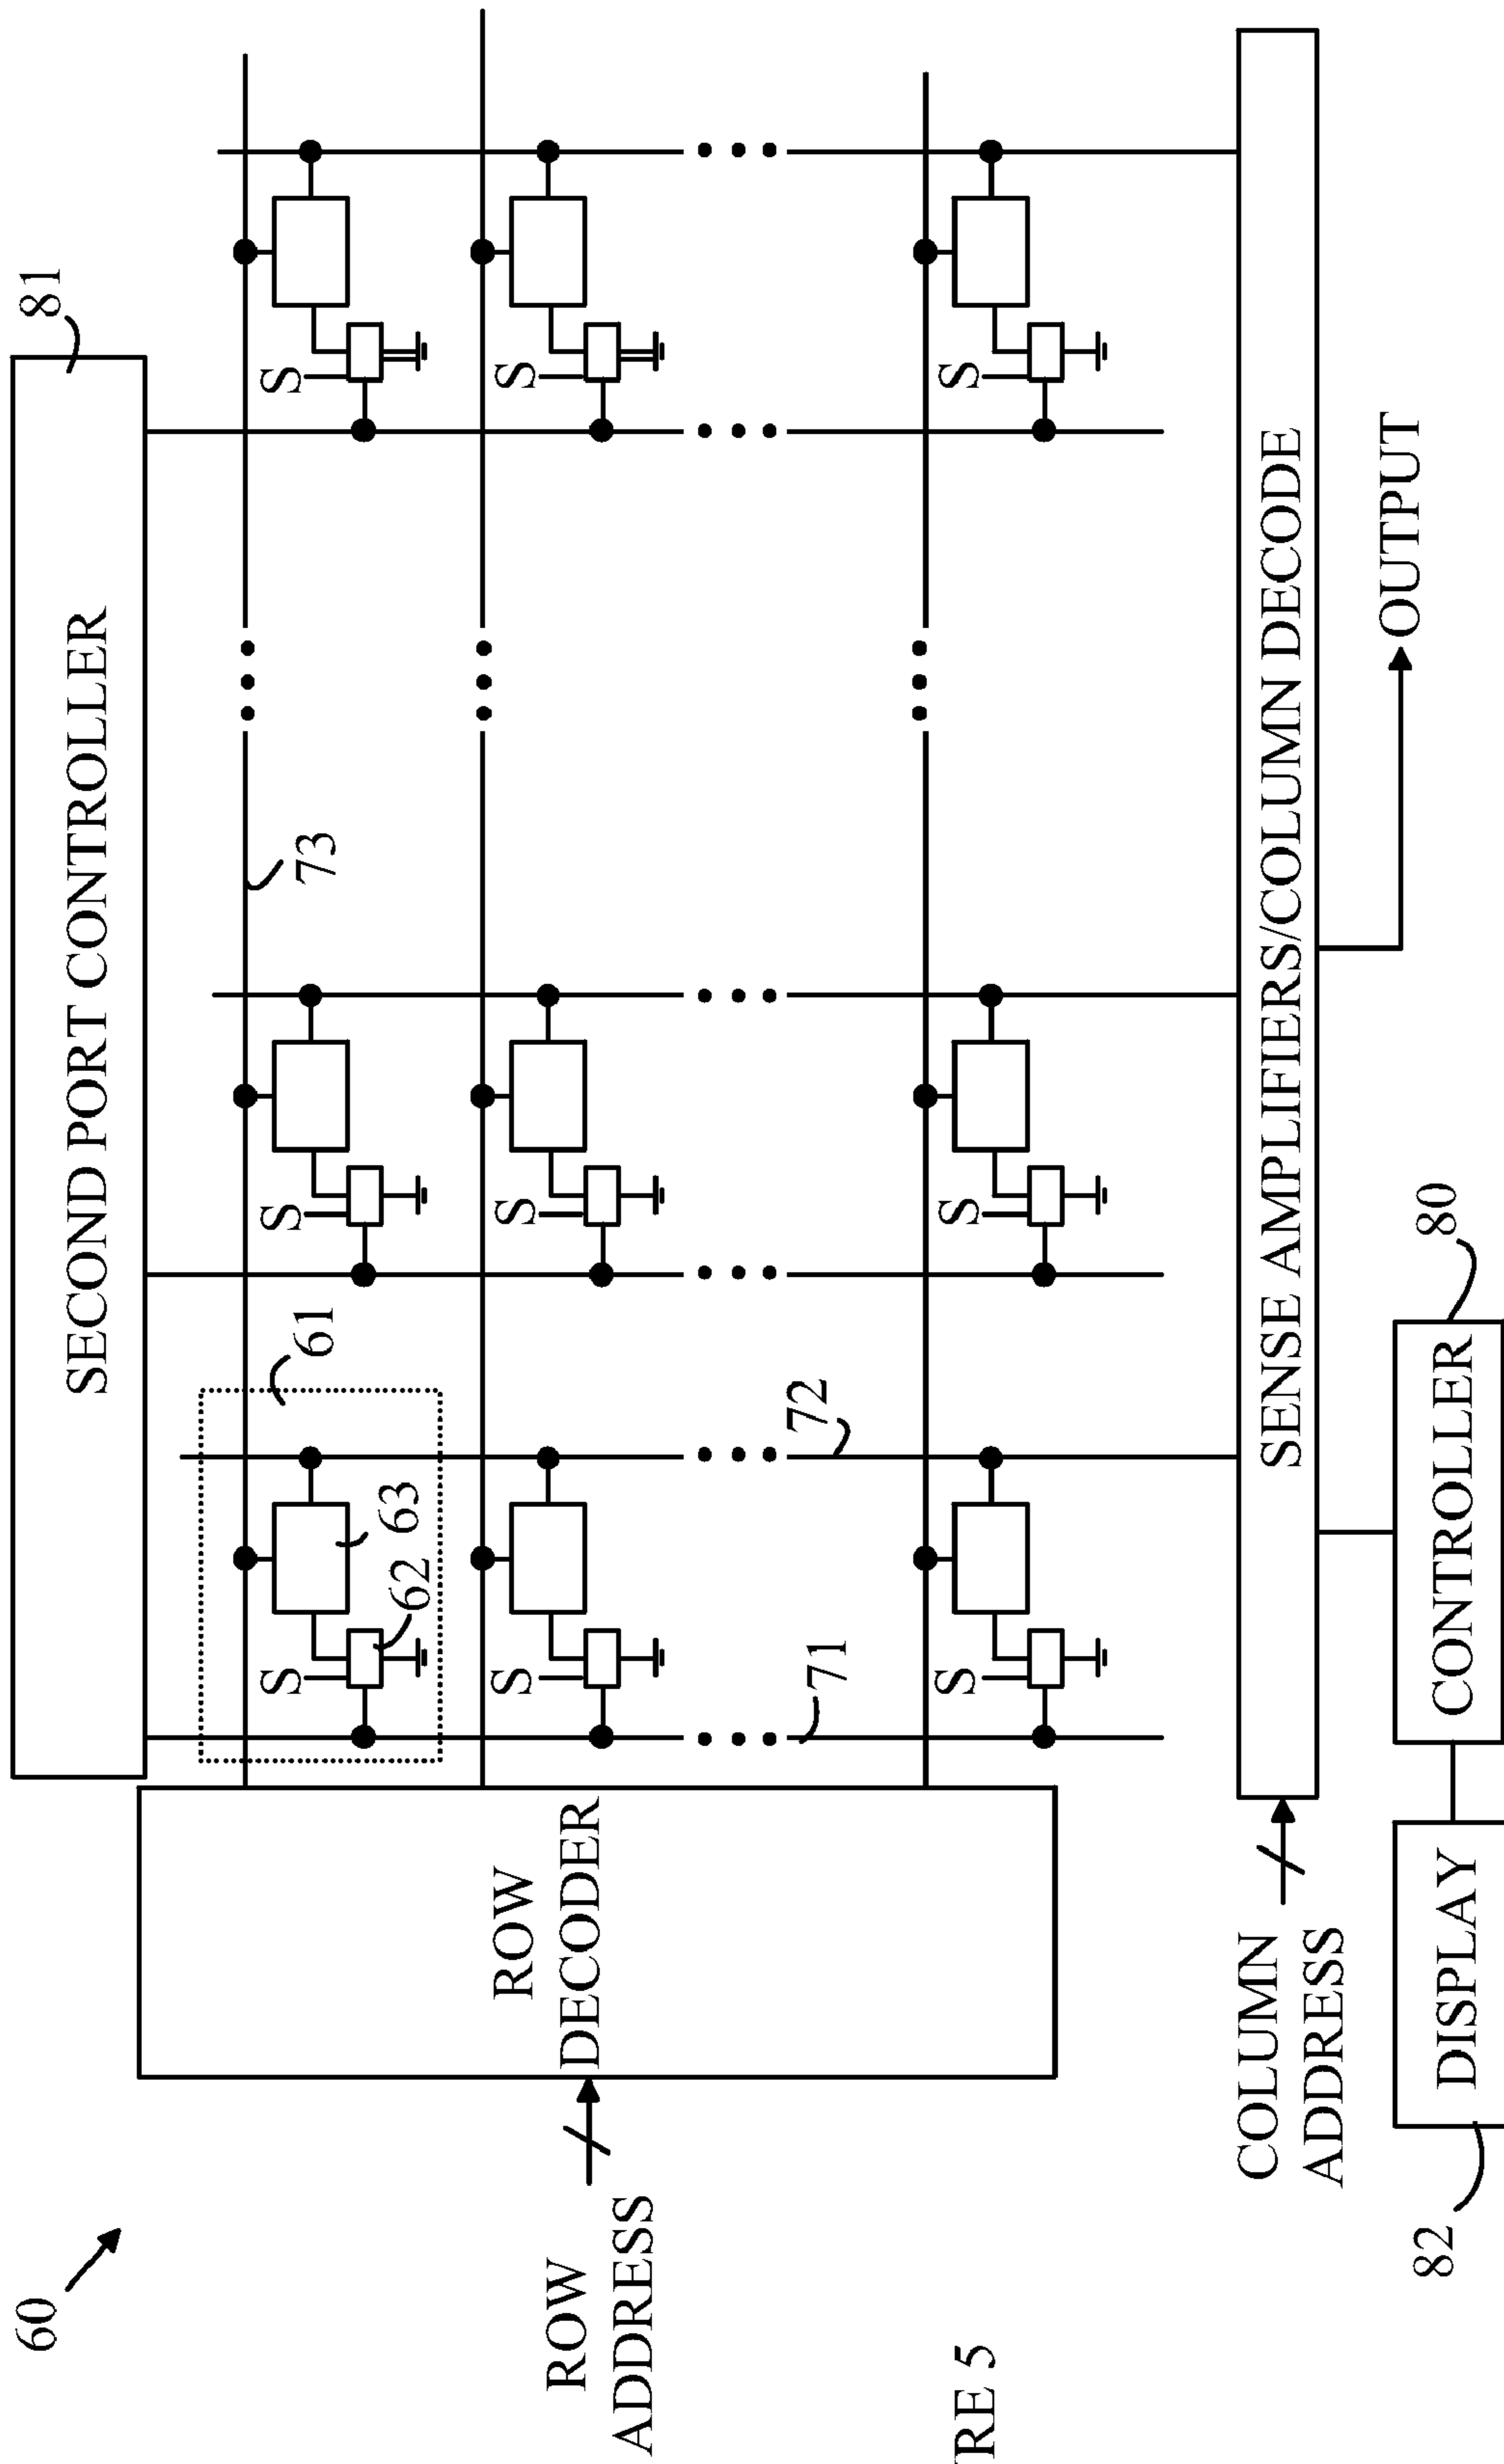 60
SECOND PORT CONTROLLER
81
61
73
S
S
S
63
62
S
S
S
72
71
S
S
S
ROW
DECODER
ROW
ADDRESS
SENSE AMPLIFIERS/COLUMN DECODE
COLUMN
ADDRESS
OUTPUT
80
CONTROLLER
DISPLAY
82
RE 5